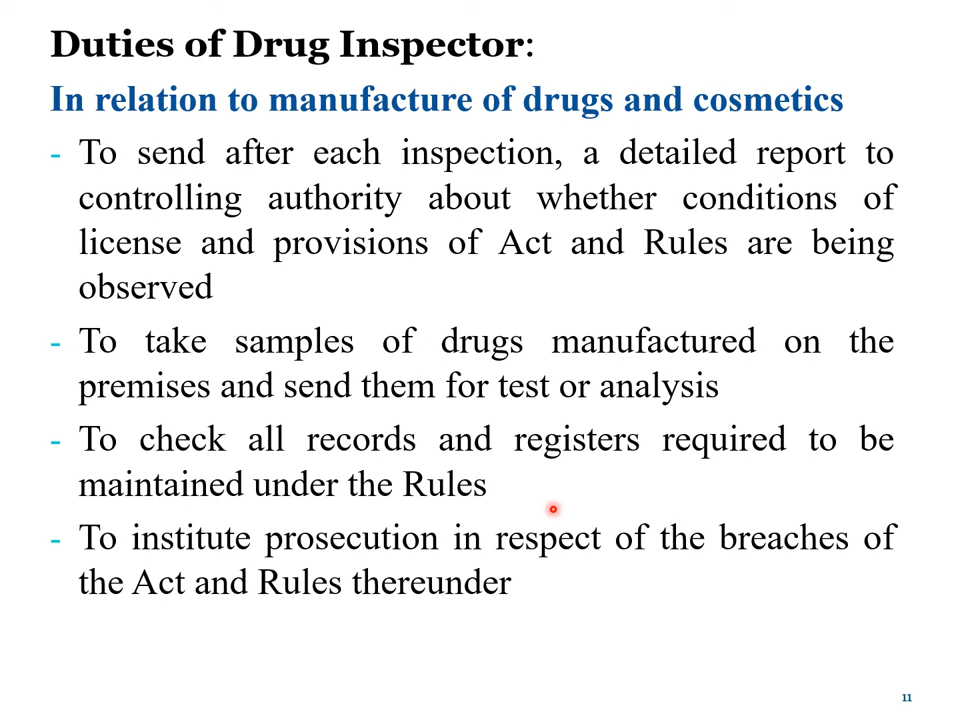 Duties of Drug Inspector:
In relation to manufacture of drugs and cosmetics
- To send after each inspection, a detailed report to
controlling authority about whether conditions of
license and provisions of Act and Rules are being
observed
- To take samples of drugs manufactured on the
premises and send them for test or analysis
- To check all records and registers required to be
maintained under the Rules
- To institute prosecution in respect of the breaches of
the Act and Rules thereunder
11